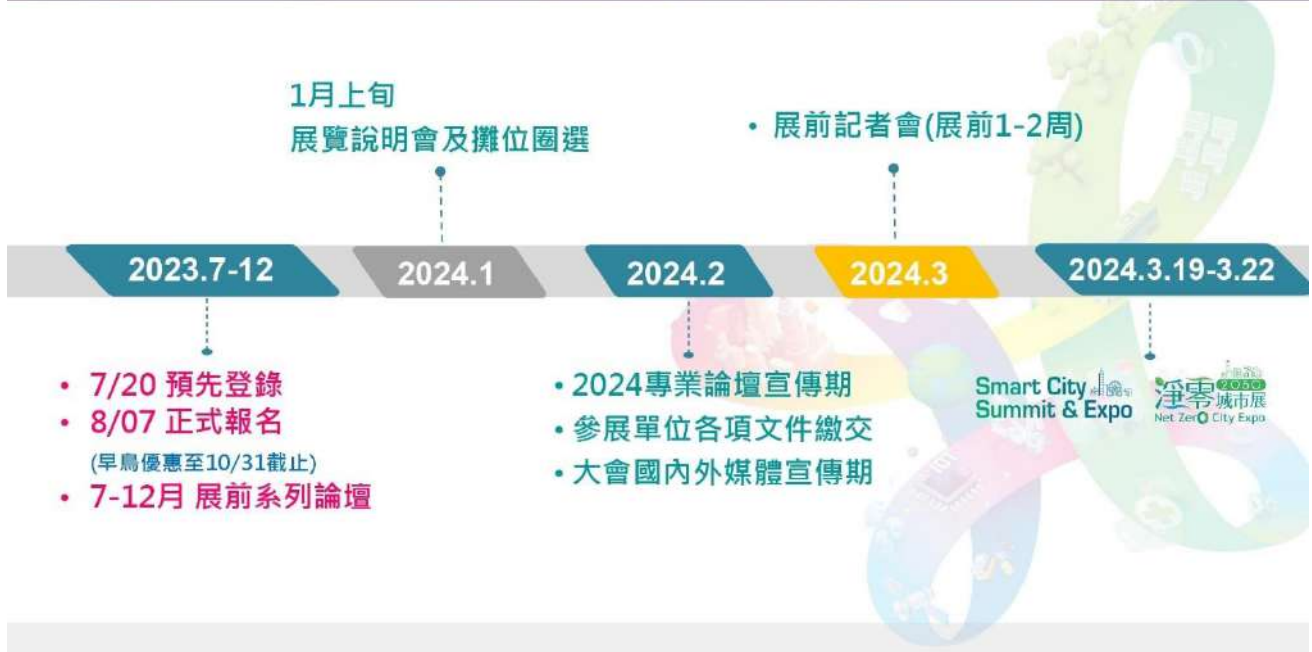 1月上旬
展覽說明會及攤位圈選
• 展前記者會(展前1-2周)
2023.7-12
2024.1
2024.2
2024.3
2024.3.19-3.22
• 7/20 預先登錄
• 8/07 正式報名
(早鳥優惠至10/31截止)
• 7-12月 展前系列論壇
• 2024專業論壇宣傳期
• 參展單位各項文件繳交
• 大會國內外媒體宣傳期
Smart City
Summit & Expo
2050
淨零城市展
Net Zero City Expo